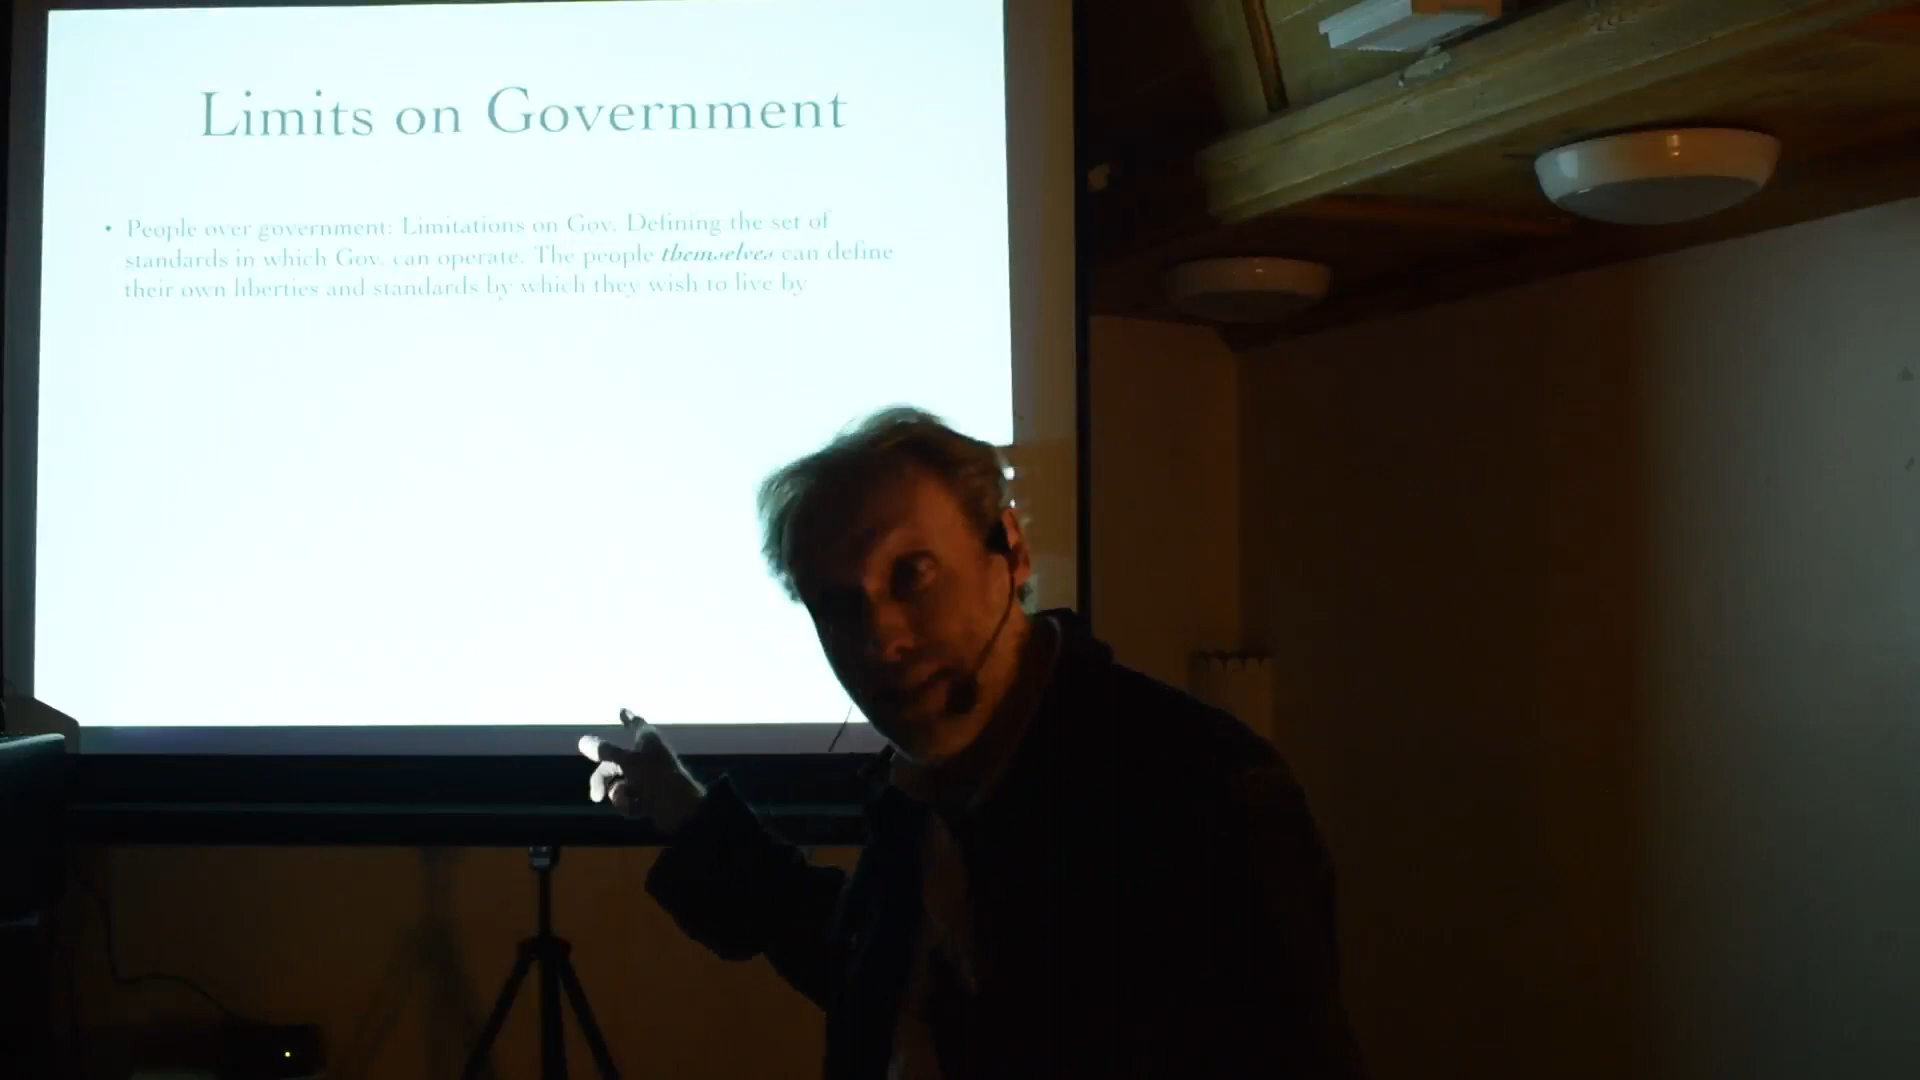 Limits on Government
• People over government: Limitations on Gov. Defining the set of
standards in which Gov. can operate. The people themselves can define
their own liberties and standards by which they wish to live by